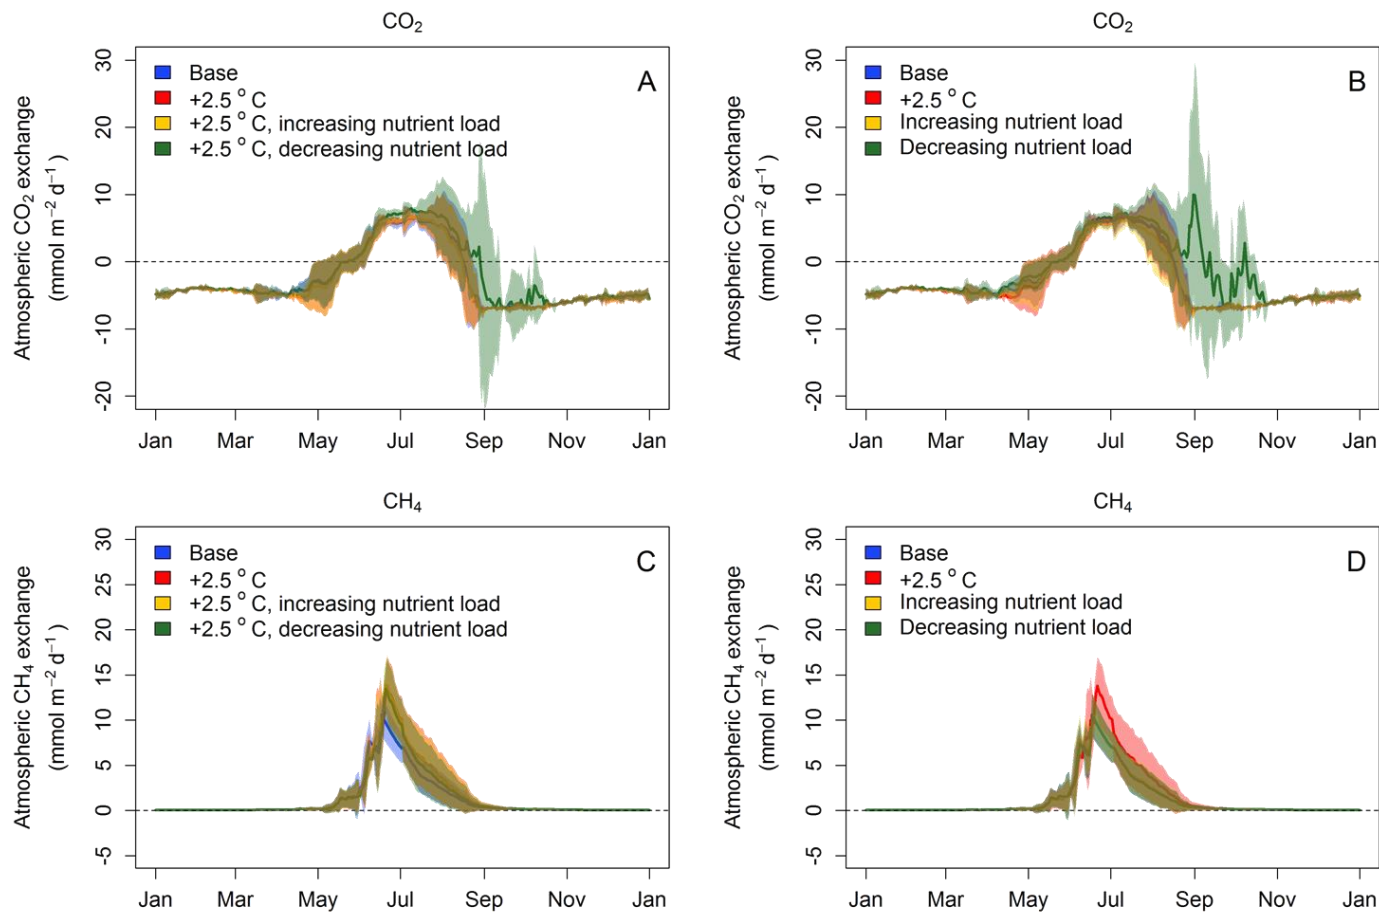 CO₂
Atmospheric CO₂ exchange
(mmol m⁻² d⁻¹ )
30
20
10
0
-10
-20
Base
+2.5 ° C
+2.5 ° C, increasing nutrient load
+2.5 ° C, decreasing nutrient load
A
Jan Mar May Jul Sep Nov Jan
CO₂
Atmospheric CO₂ exchange
(mmol m⁻² d⁻¹ )
30
20
10
0
-10
-20
Base
+2.5 ° C
Increasing nutrient load
Decreasing nutrient load
B
Jan Mar May Jul Sep Nov Jan
CH₄
Atmospheric CH₄ exchange
(mmol m⁻² d⁻¹ )
30
25
20
15
10
5
0
-5
Base
+2.5 ° C
+2.5 ° C, increasing nutrient load
+2.5 ° C, decreasing nutrient load
C
Jan Mar May Jul Sep Nov Jan
CH₄
Atmospheric CH₄ exchange
(mmol m⁻² d⁻¹ )
30
25
20
15
10
5
0
-5
Base
+2.5 ° C
Increasing nutrient load
Decreasing nutrient load
D
Jan Mar May Jul Sep Nov Jan